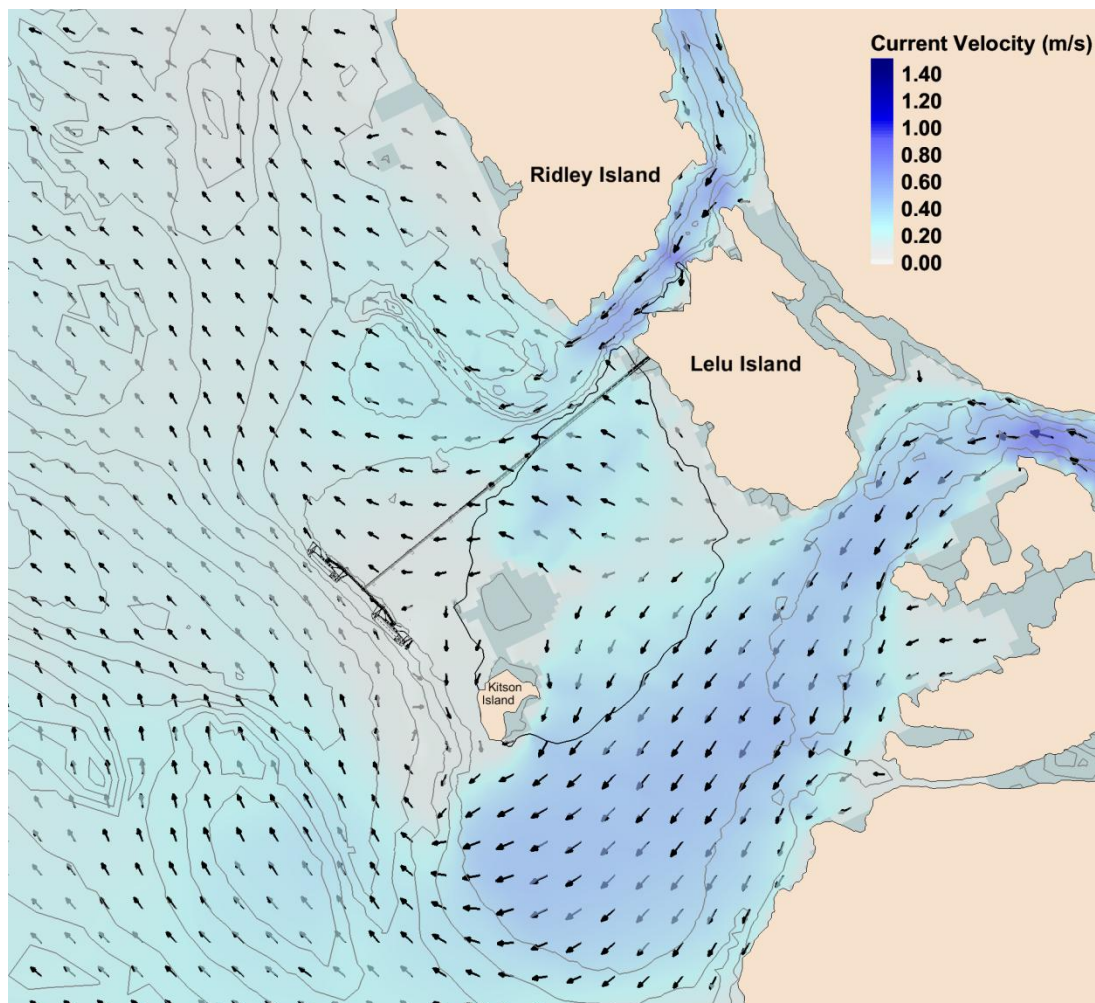 Current Velocity (m/s)
1.40
1.20
1.00
0.80
0.60
0.40
0.20
0.00
Ridley Island
Lelu Island
Kitson
Island